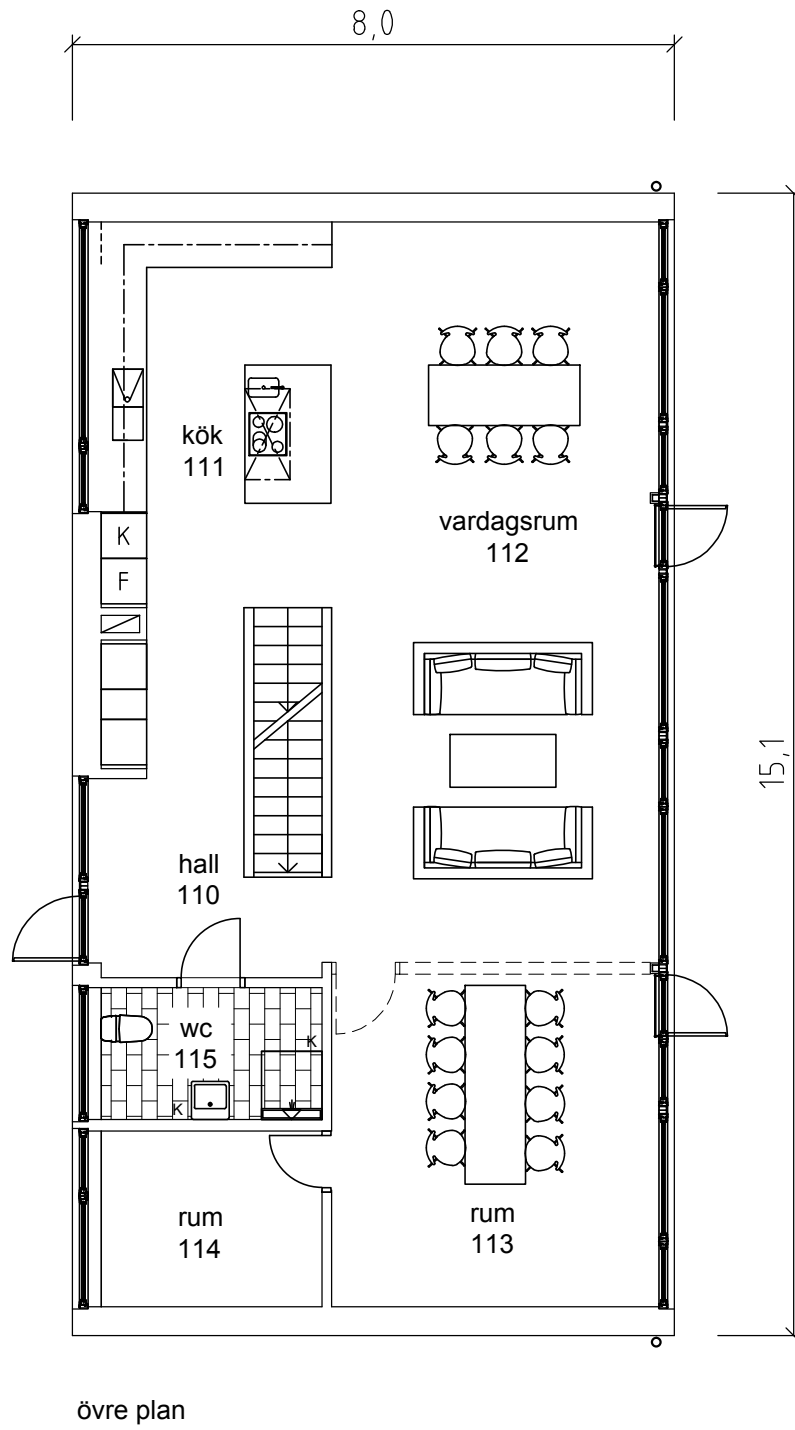 8,0
kök
111
vardagsrum
112
K
F
15,1
hall
110
wc
115
K
K
rum
114
rum
113
övre plan